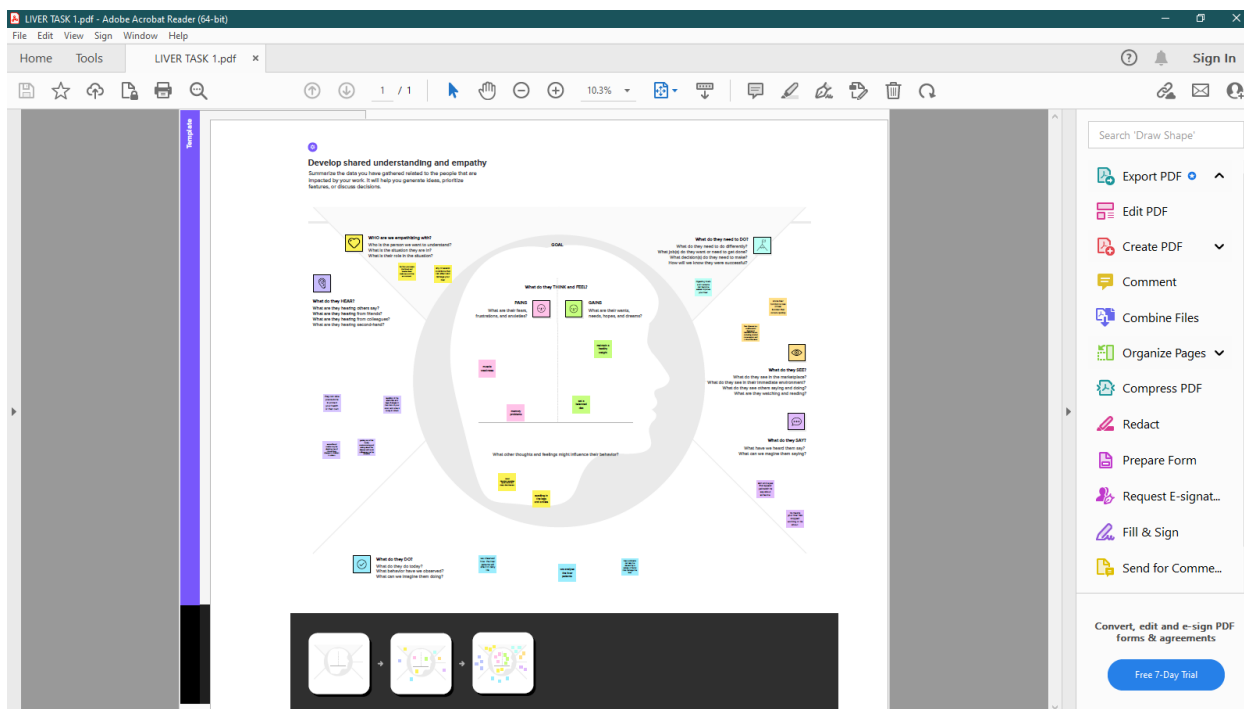 LIVER TASK 1.pdf - Adobe Acrobat Reader (64-bit)
File Edit View Sign Window Help
Home Tools LIVER TASK 1.pdf × Sign In
1 / 1 10.3%
Template
Develop shared understanding and empathy
Summarize the data you have gathered related to the people that are
impacted by your work. It will help you generate ideas, prioritize
features, or discuss decisions.
WHO are we empathizing with?
Who is the person we want to understand?
What is the situation they are in?
What is their role in the situation?
GOAL
What do they need to DO?
What do they need to do differently?
What job(s) do they want or need to get done?
What decision(s) do they need to make?
How will we know they were successful?
What do they HEAR?
What are they hearing others say?
What are they hearing from friends?
What are they hearing from colleagues?
What are they hearing second-hand?
What do they THINK and FEEL?
PAINS
What are their fears,
frustrations, and anxieties?
GAINS
What are their wants,
needs, hopes, and dreams?
What do they SEE?
What do they see in the marketplace?
What do they see in their immediate environment?
What do they see others saying and doing?
What are they watching and reading?
What do they SAY?
What have we heard them say?
What can we imagine them saying?
What other thoughts and feelings might influence their behavior?
What do they DO?
What do they do today?
What behavior have we observed?
What can we imagine them doing?
Search 'Draw Shape'
Export PDF
Edit PDF
Create PDF
Comment
Combine Files
Organize Pages
Compress PDF
Redact
Prepare Form
Request E-signat...
Fill & Sign
Send for Comme...
Convert, edit and e-sign PDF
forms & agreements
Free 7-Day Trial